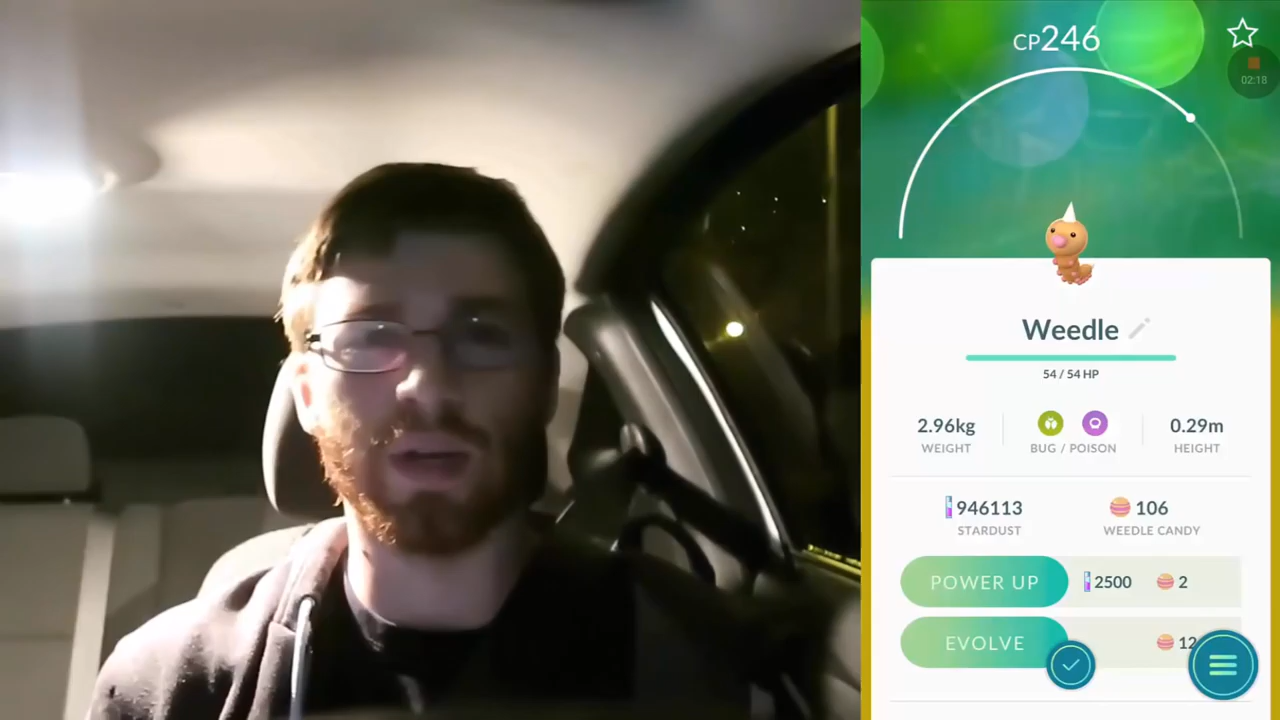 CP246
02:18
Weedle
54 / 54 HP
2.96kg
WEIGHT
BUG / POISON
0.29m
HEIGHT
946113
STARDUST
106
WEEDLE CANDY
POWER UP 2500 2
EVOLVE 12